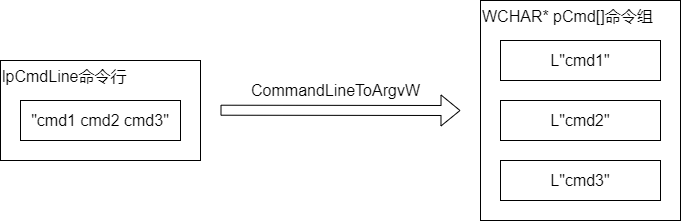 lpCmdLine命令行
"cmd1 cmd2 cmd3"
CommandLineToArgvW
WCHAR* pCmd[]命令组
L"cmd1"
L"cmd2"
L"cmd3"